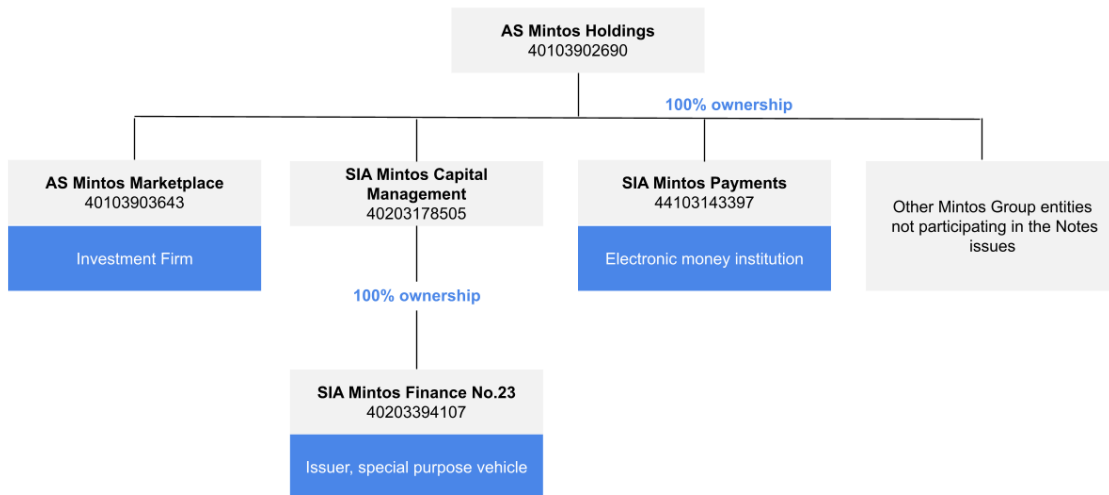 AS Mintos Holdings
40103902690
100% ownership
AS Mintos Marketplace
40103903643
Investment Firm
SIA Mintos Capital
Management
40203178505
SIA Mintos Payments
44103143397
Electronic money institution
Other Mintos Group entities
not participating in the Notes
issues
100% ownership
SIA Mintos Finance No.23
40203394107
Issuer, special purpose vehicle